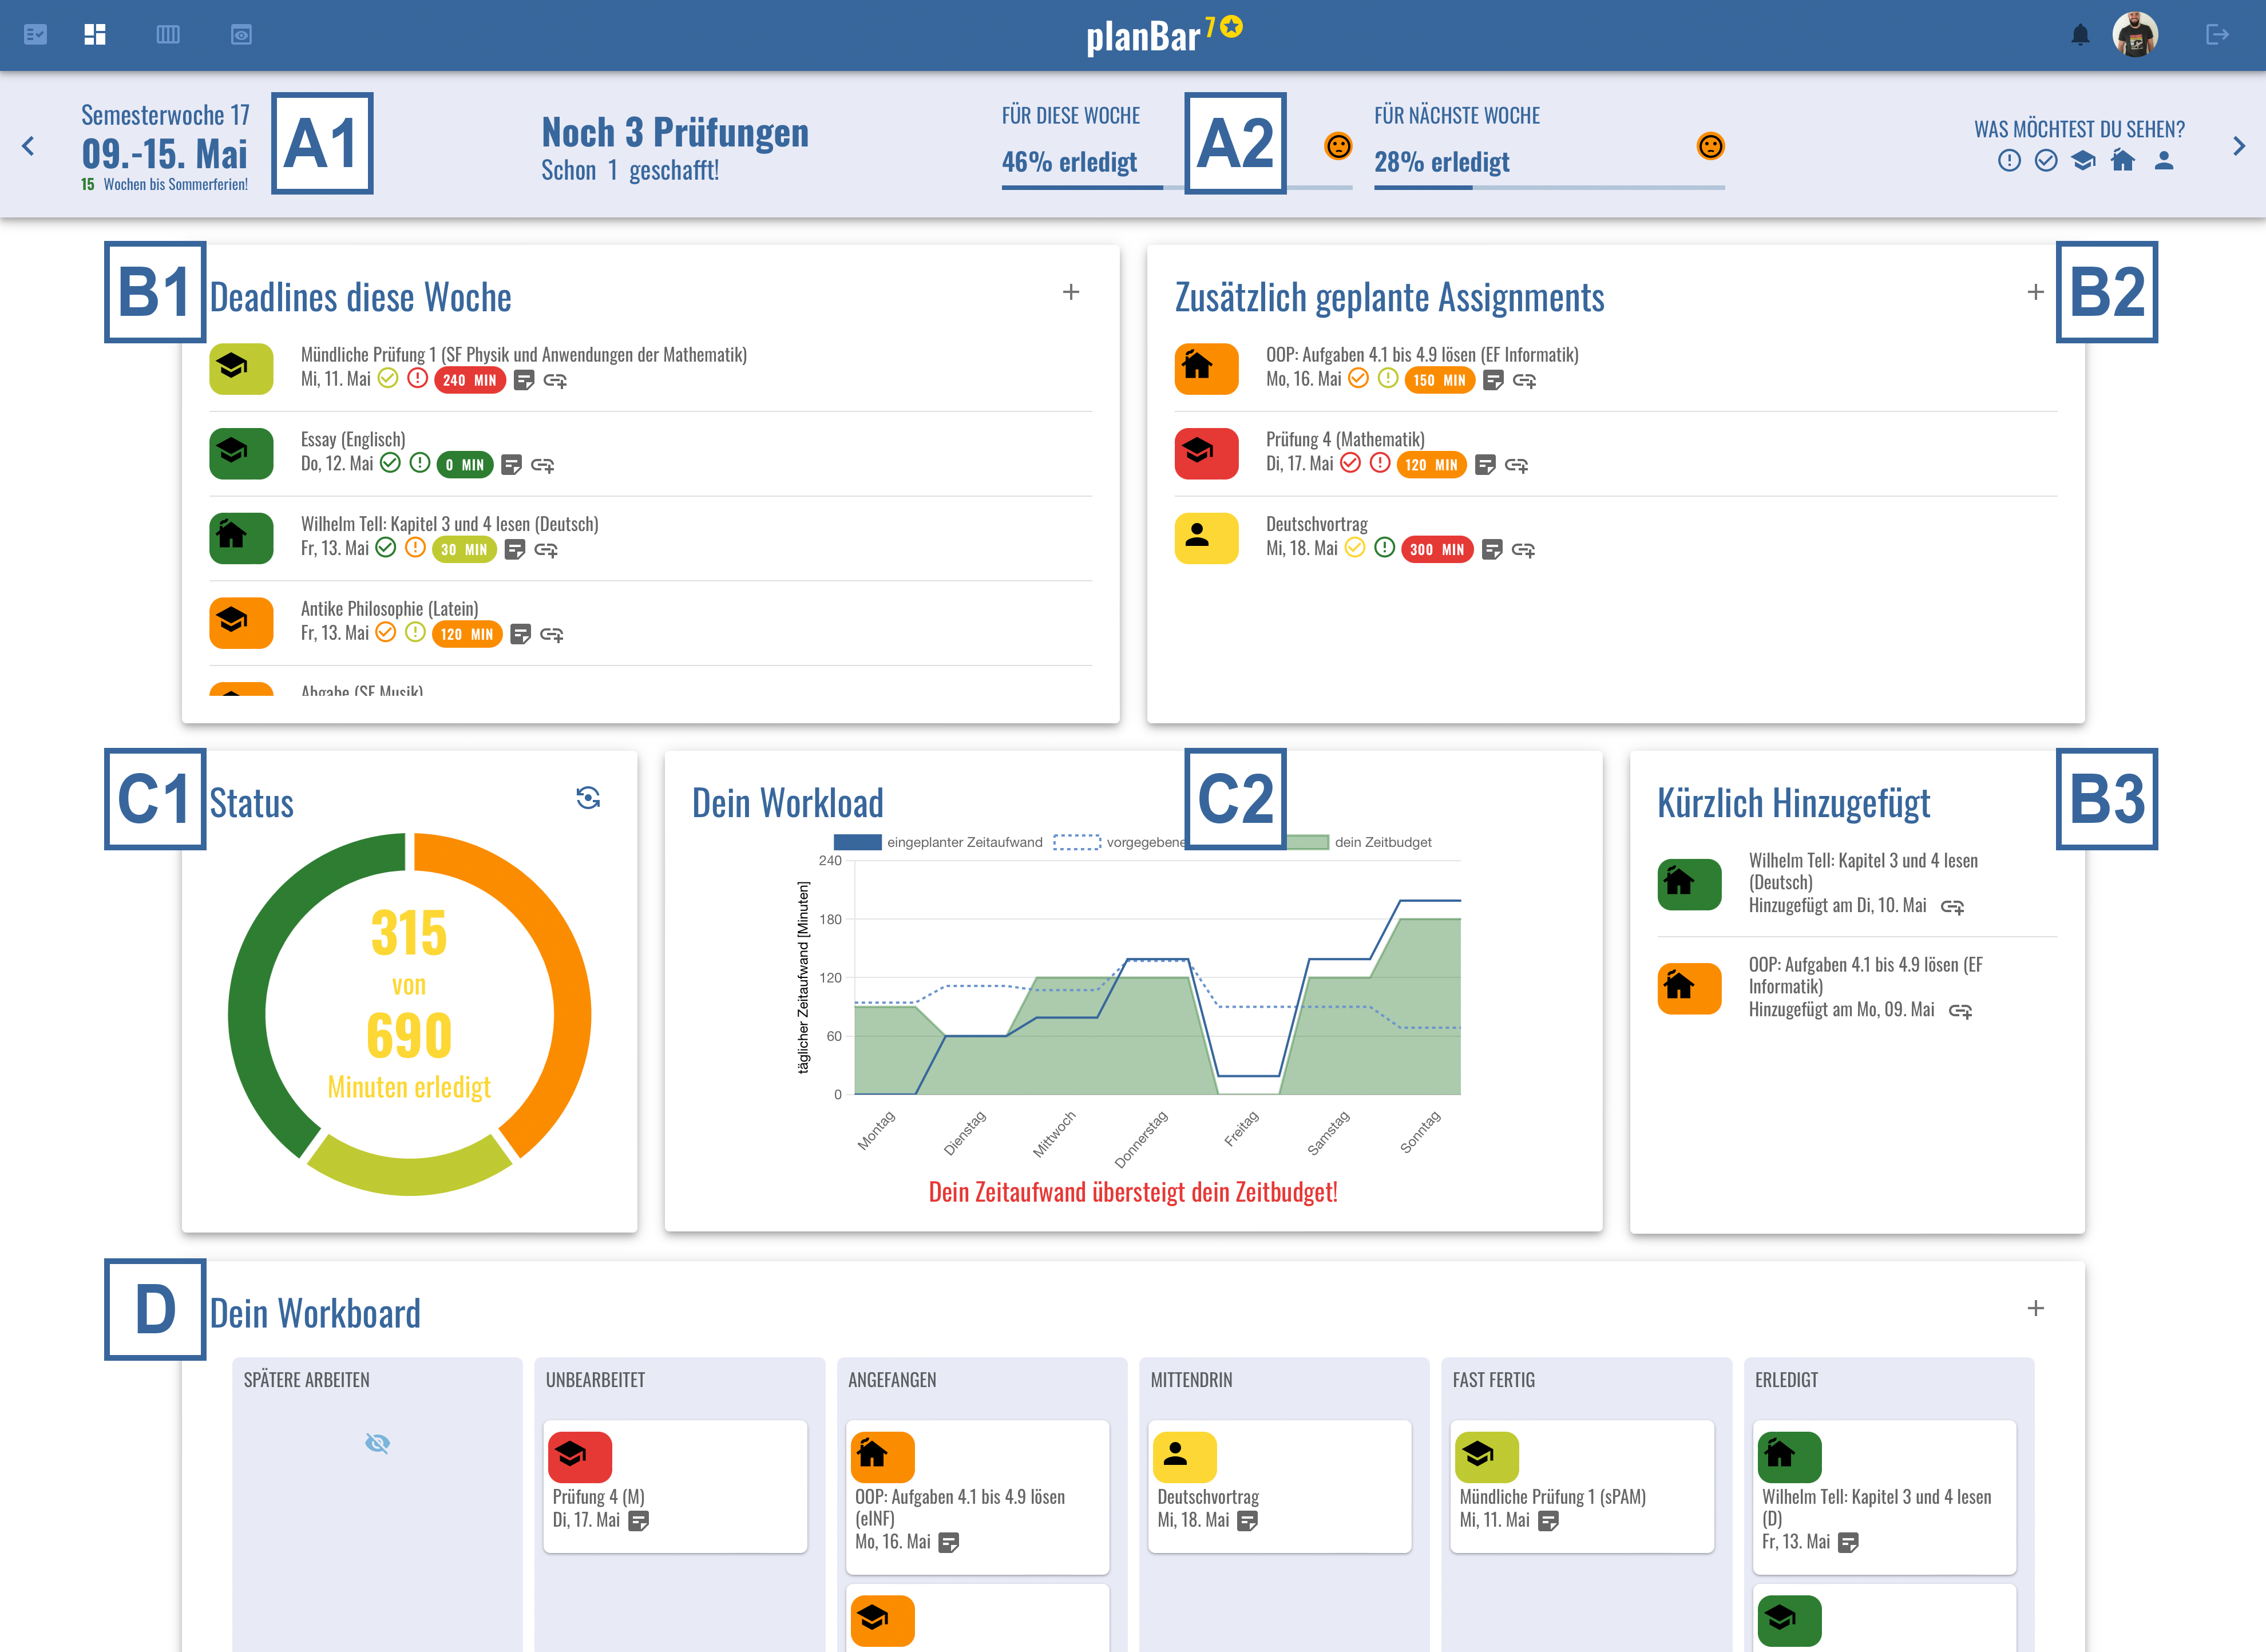 planBar 7
Semesterwoche 17
09.-15. Mai
15 Wochen bis Sommerferien!
A1
Noch 3 Prüfungen
Schon 1 geschafft!
FÜR DIESE WOCHE
46% erledigt
A2
FÜR NÄCHSTE WOCHE
28% erledigt
WAS MÖCHTEST DU SEHEN?
B1
Deadlines diese Woche
+
Mündliche Prüfung 1 (SF Physik und Anwendungen der Mathematik)
Mi, 11. Mai 240 MIN
Essay (Englisch)
Do, 12. Mai 0 MIN
Wilhelm Tell: Kapitel 3 und 4 lesen (Deutsch)
Fr, 13. Mai 30 MIN
Antike Philosophie (Latein)
Fr, 13. Mai 120 MIN
Abgabe (SF Musik)
Zusätzlich geplante Assignments
+
B2
OOP: Aufgaben 4.1 bis 4.9 lösen (EF Informatik)
Mo, 16. Mai 150 MIN
Prüfung 4 (Mathematik)
Di, 17. Mai 120 MIN
Deutschvortrag
Mi, 18. Mai 300 MIN
C1
Status
315
von
690
Minuten erledigt
Dein Workload
C2
eingeplanter Zeitaufwand vorgegebene dein Zeitbudget
täglicher Zeitaufwand [Minuten]
240
180
120
60
0
Montag
Dienstag
Mittwoch
Donnerstag
Freitag
Samstag
Sonntag
Dein Zeitaufwand übersteigt dein Zeitbudget!
Kürzlich Hinzugefügt
B3
Wilhelm Tell: Kapitel 3 und 4 lesen
(Deutsch)
Hinzugefügt am Di, 10. Mai
OOP: Aufgaben 4.1 bis 4.9 lösen (EF
Informatik)
Hinzugefügt am Mo, 09. Mai
D
Dein Workboard
+
SPÄTERE ARBEITEN
UNBEARBEITET
Prüfung 4 (M)
Di, 17. Mai
ANGEFANGEN
OOP: Aufgaben 4.1 bis 4.9 lösen
(eINF)
Mo, 16. Mai
MITTENDRIN
Deutschvortrag
Mi, 18. Mai
FAST FERTIG
Mündliche Prüfung 1 (sPAM)
Mi, 11. Mai
ERLEDIGT
Wilhelm Tell: Kapitel 3 und 4 lesen
(D)
Fr, 13. Mai